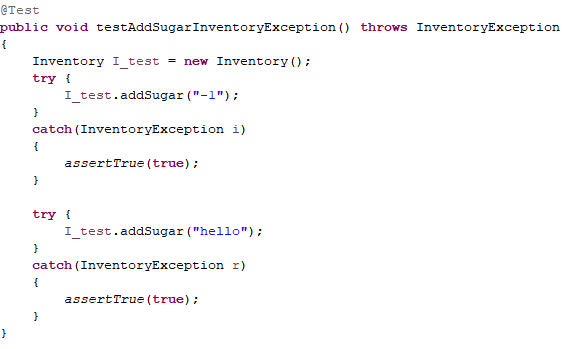 @Test
public void testAddSugarInventoryException() throws InventoryException
{
    Inventory I_test = new Inventory();
    try {
        I_test.addSugar("-1");
    }
    catch(InventoryException i)
    {
        assertTrue(true);
    }

    try {
        I_test.addSugar("hello");
    }
    catch(InventoryException r)
    {
        assertTrue(true);
    }
}